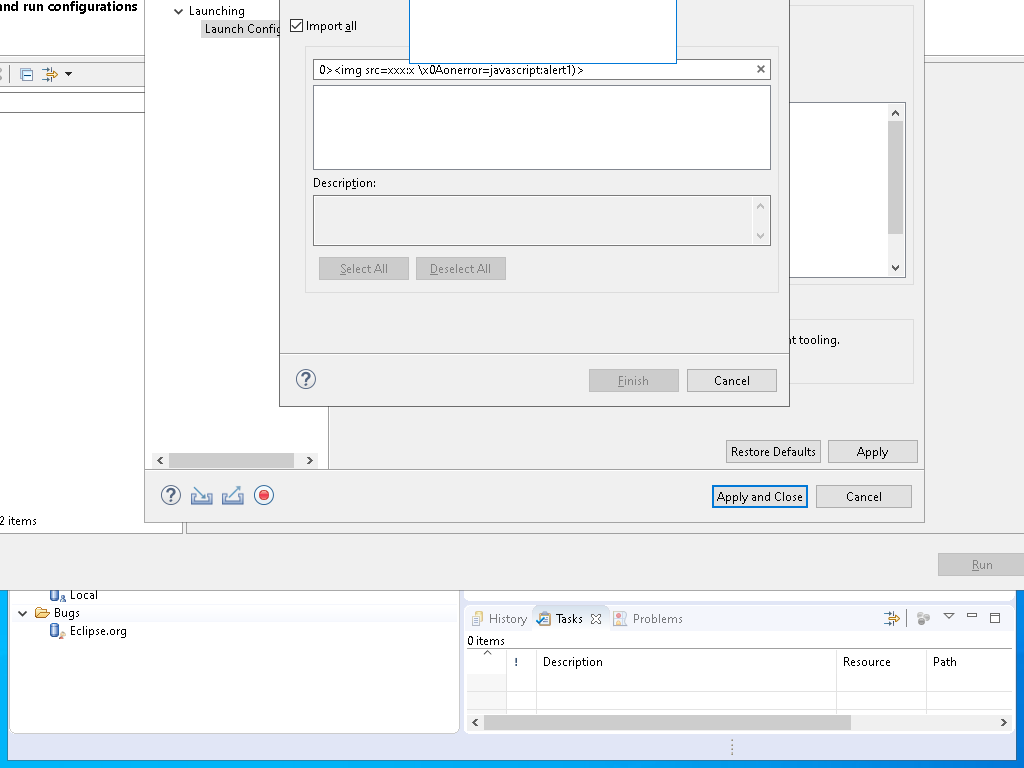 and run configurations
Launching
Launch Config
Import all
0><img src=xxx:x \x0Aonerror=javascript:alert1)>
Description:
Select All
Deselect All
nt tooling.
Finish
Cancel
Restore Defaults
Apply
Apply and Close
Cancel
2 items
Run
Local
Bugs
Eclipse.org
History
Tasks
Problems
0 items
!
Description
Resource
Path